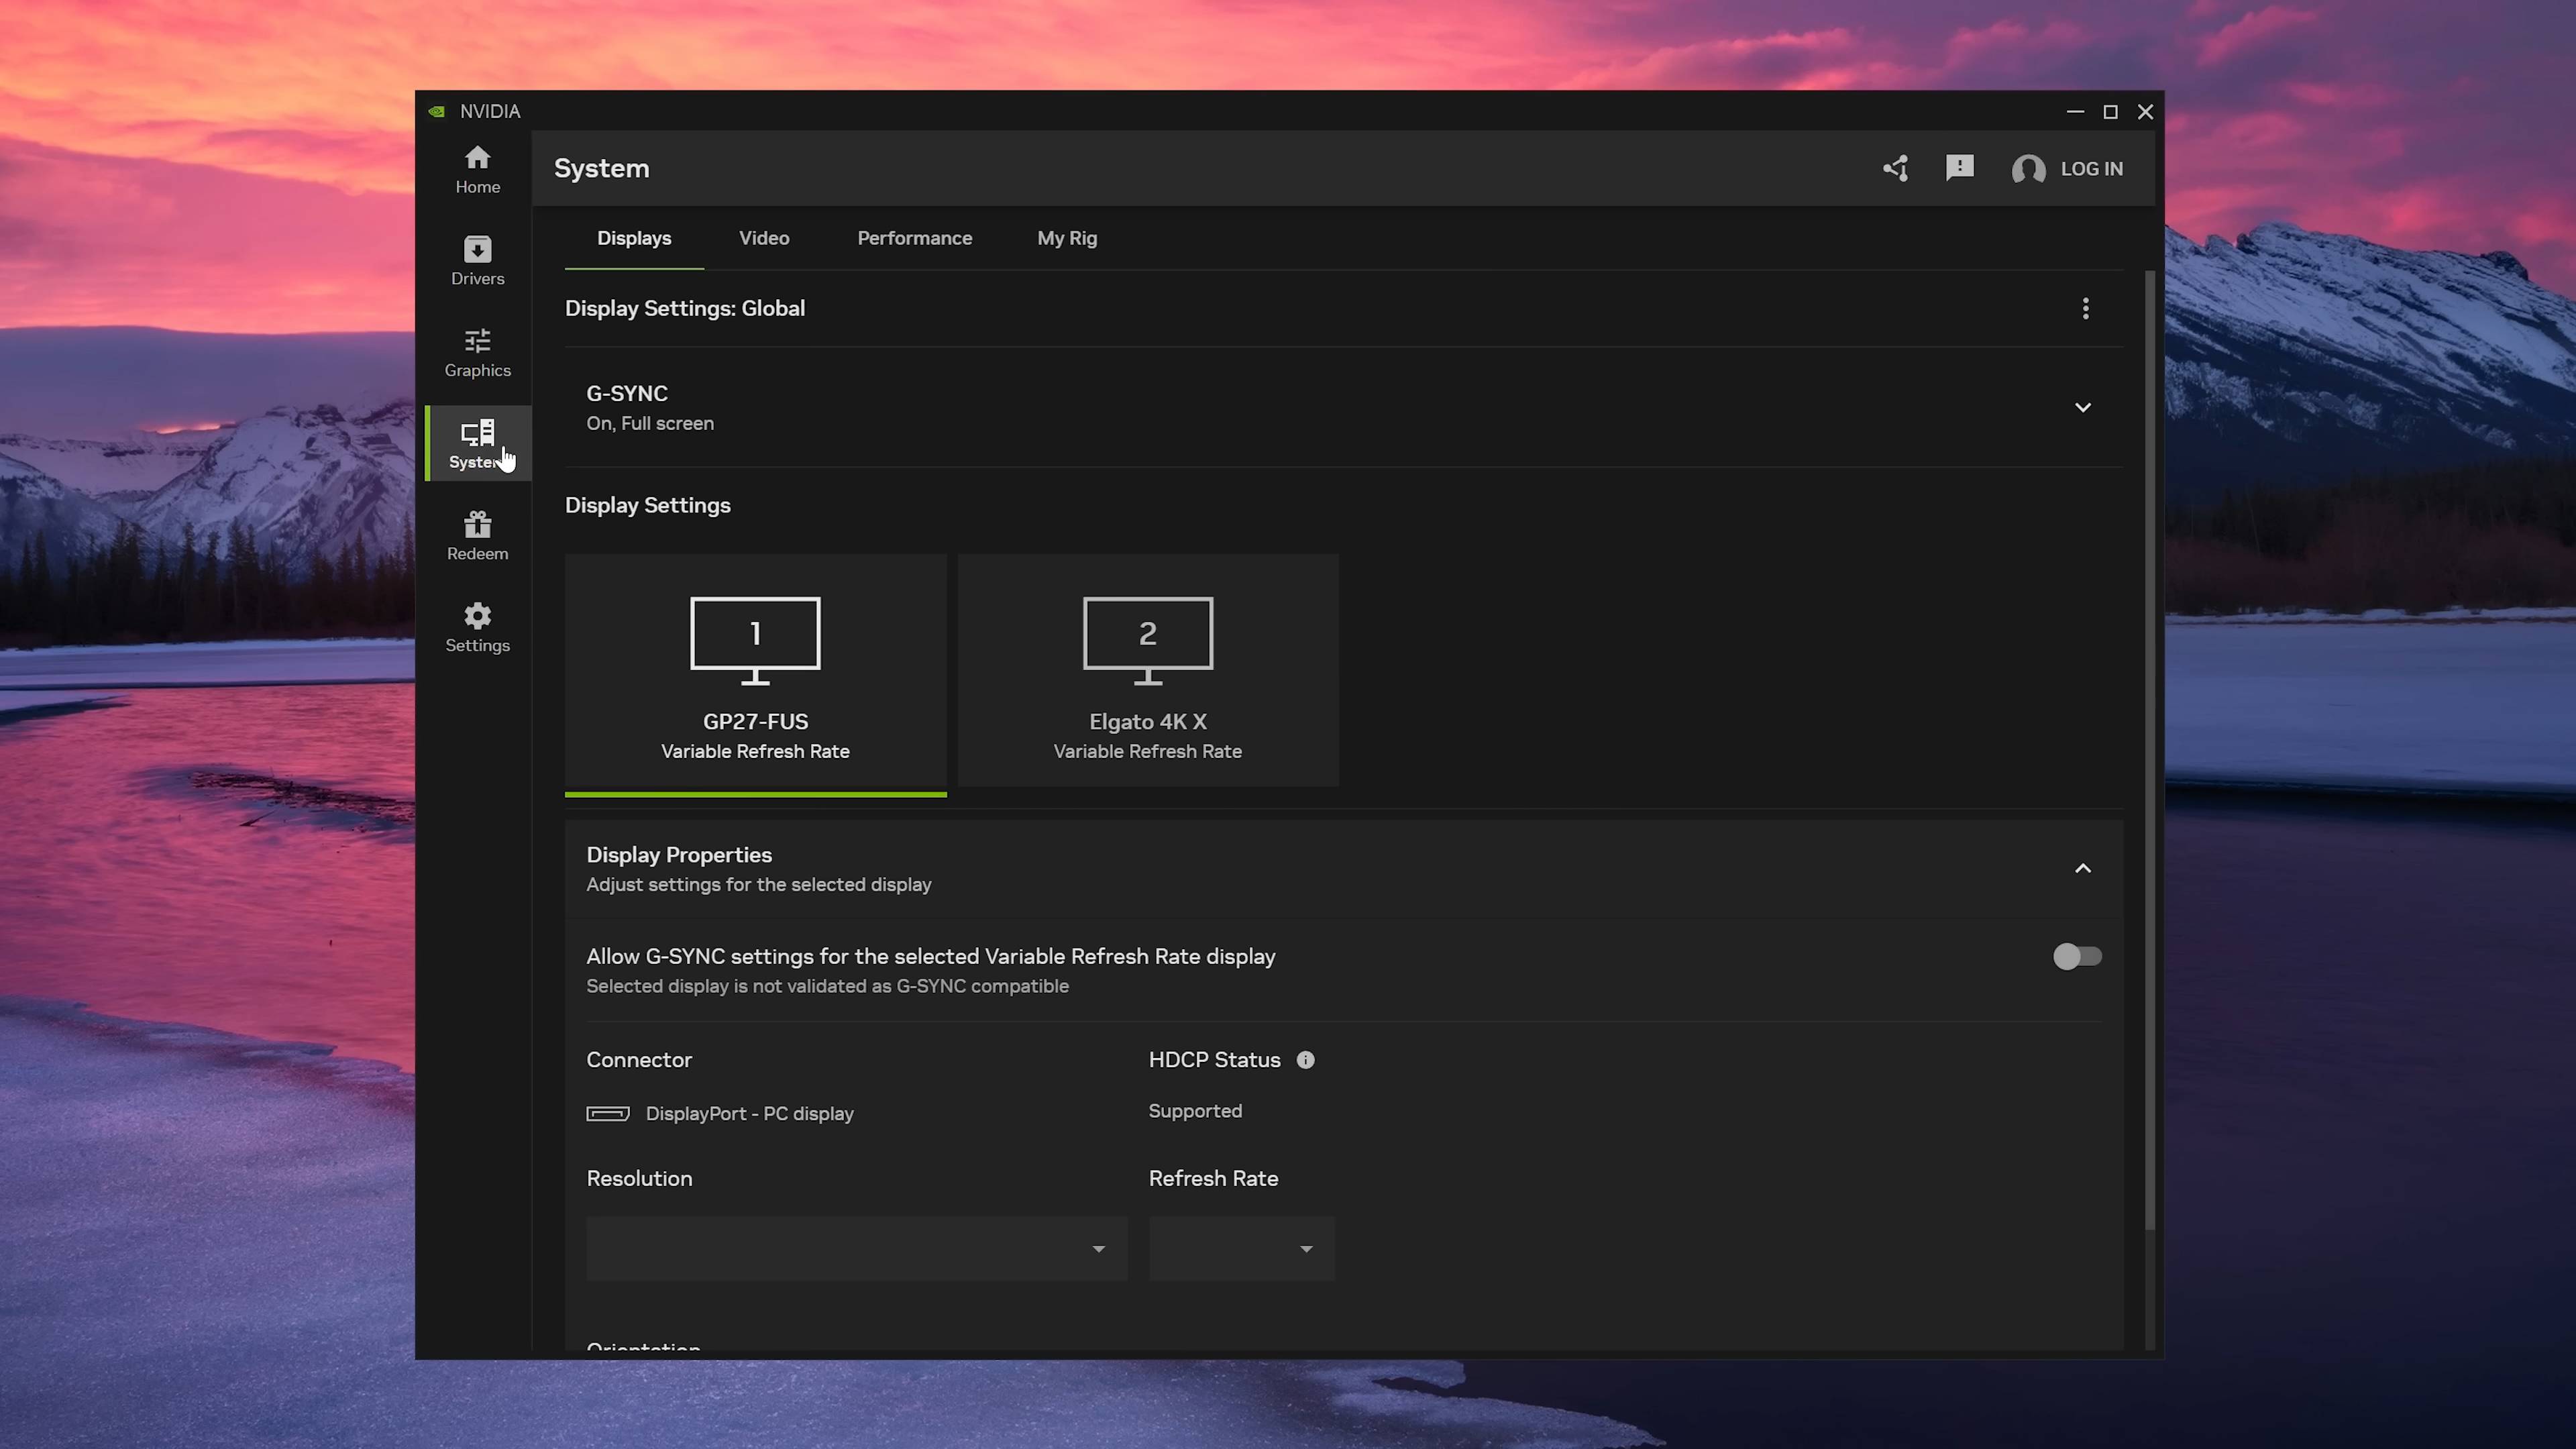 NVIDIA
Home
Drivers
Graphics
System
Redeem
Settings
System
LOG IN
Displays
Video
Performance
My Rig
Display Settings: Global
G-SYNC
On, Full screen
Display Settings
1
GP27-FUS
Variable Refresh Rate
2
Elgato 4K X
Variable Refresh Rate
Display Properties
Adjust settings for the selected display
Allow G-SYNC settings for the selected Variable Refresh Rate display
Selected display is not validated as G-SYNC compatible
Connector
DisplayPort - PC display
HDCP Status
Supported
Resolution
Refresh Rate
Orientation